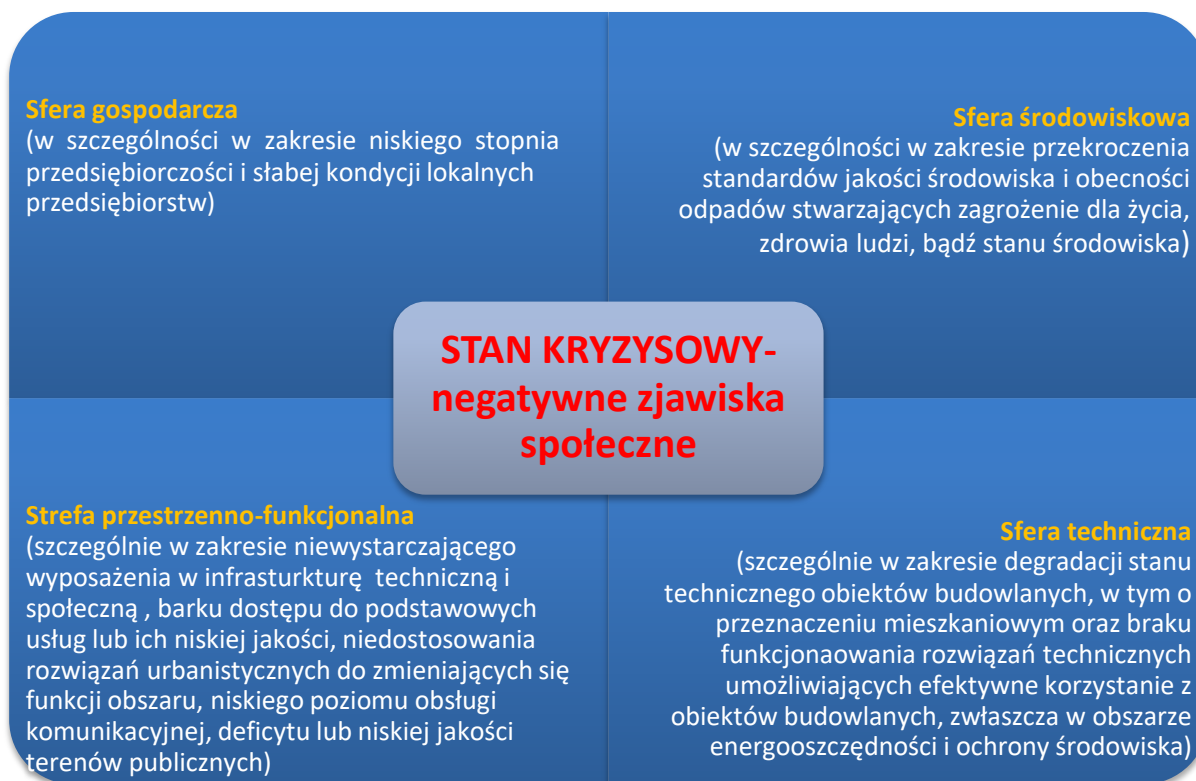 Sfera gospodarcza
(w szczególności w zakresie niskiego stopnia
przedsiębiorczości i słabej kondycji lokalnych
przedsiębiorstw)
Sfera środowiskowa
(w szczególności w zakresie przekroczenia
standardów jakości środowiska i obecności
odpadów stwarzających zagrożenie dla życia,
zdrowia ludzi, bądź stanu środowiska)
STAN KRYZYSOWY-
negatywne zjawiska
społeczne
Strefa przestrzenno-funkcjonalna
(szczególnie w zakresie niewystarczającego
wyposażenia w infrasturkturę techniczną i
społeczną , barku dostępu do podstawowych
usług lub ich niskiej jakości, niedostosowania
rozwiązań urbanistycznych do zmieniających się
funkcji obszaru, niskiego poziomu obsługi
komunikacyjnej, deficytu lub niskiej jakości
terenów publicznych)
Sfera techniczna
(szczególnie w zakresie degradacji stanu
technicznego obiektów budowlanych, w tym o
przeznaczeniu mieszkaniowym oraz braku
funkcjonaowania rozwiązań technicznych
umożliwiających efektywne korzystanie z
obiektów budowlanych, zwłaszcza w obszarze
energooszczędności i ochrony środowiska)